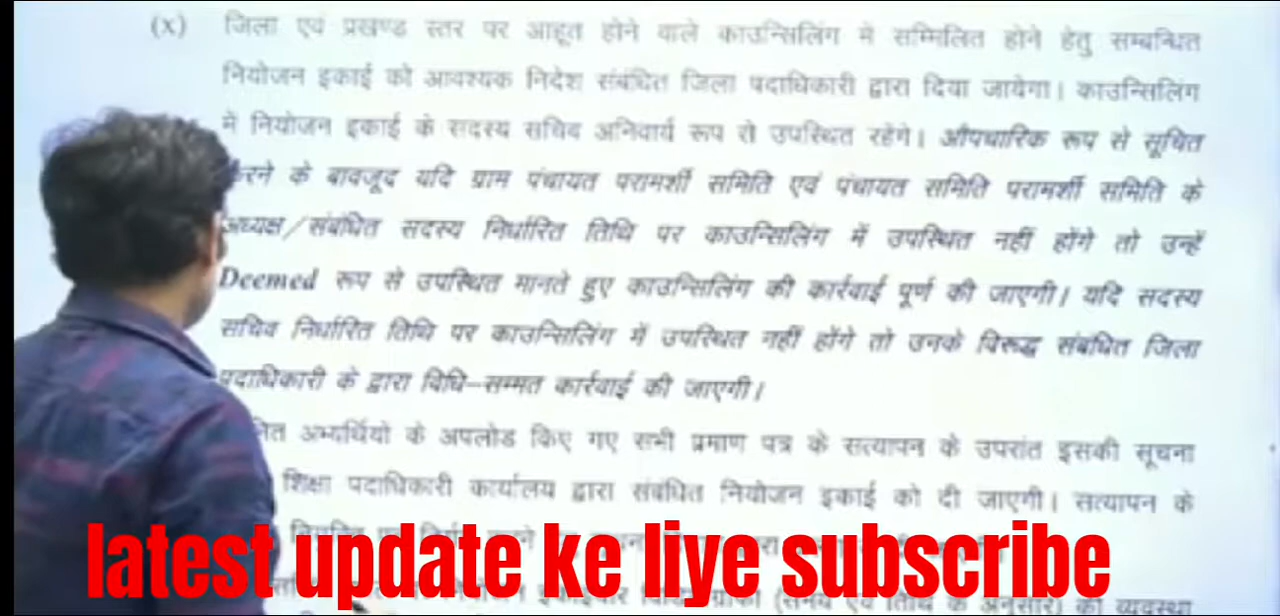 (x) जिला एवं प्रखण्ड स्तर पर आहूत होने वाले काउन्सिलिंग में सम्मिलित होने हेतु सम्बन्धित
नियोजन इकाई को आवश्यक निदेश संबंधित जिला पदाधिकारी द्वारा दिया जायेगा। काउन्सिलिंग
में नियोजन इकाई के सदस्य सचिव अनिवार्य रूप से उपस्थित रहेंगे। औपचारिक रूप से सूचित
करने के बावजूद यदि ग्राम पंचायत परामर्शी समिति एवं पंचायत समिति परामर्शी समिति के
अध्यक्ष/संबंधित सदस्य निर्धारित तिथि पर काउन्सिलिंग में उपस्थित नहीं होंगे तो उन्हें
Deemed रूप से उपस्थित मानते हुए काउन्सिलिंग की कार्रवाई पूर्ण की जाएगी। यदि सदस्य
सचिव निर्धारित तिथि पर काउन्सिलिंग में उपस्थित नहीं होंगे तो उनके विरूद्ध संबंधित जिला
पदाधिकारी के द्वारा विधि-सम्मत कार्रवाई की जाएगी।
अभ्यर्थियो के अपलोड किए गए सभी प्रमाण पत्र के सत्यापन के उपरांत इसकी सूचना
शिक्षा पदाधिकारी कार्यालय द्वारा संबंधित नियोजन इकाई को दी जाएगी। सत्यापन के
latest update ke liye subscribe
(समय एवं तिथि के अनुसार) की व्यवस्था